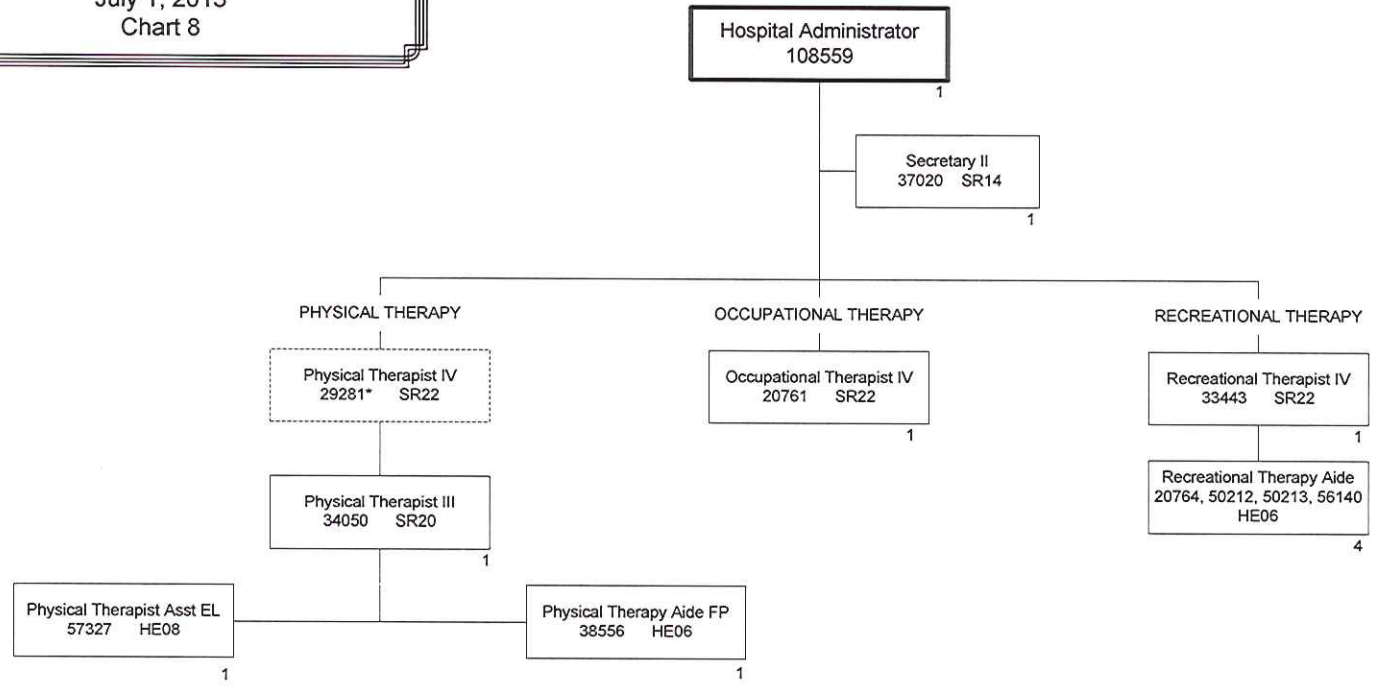 July 1, 2013
Chart 8
Hospital Administrator
108559
1
Secretary II
37020 SR14
1
PHYSICAL THERAPY
OCCUPATIONAL THERAPY
RECREATIONAL THERAPY
Physical Therapist IV
29281* SR22
Occupational Therapist IV
20761 SR22
1
Recreational Therapist IV
33443 SR22
1
Physical Therapist III
34050 SR20
1
Recreational Therapy Aide
20764, 50212, 50213, 56140
HE06
4
Physical Therapist Asst EL
57327 HE08
1
Physical Therapy Aide FP
38556 HE06
1